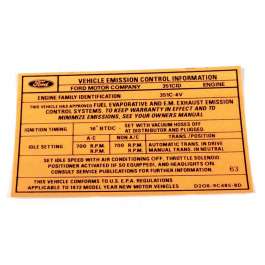 Ford
VEHICLE EMISSION CONTROL INFORMATION
FORD MOTOR COMPANY 351CID ENGINE
ENGINE FAMILY IDENTIFICATION 351C-4V
THIS VEHICLE HAS APPROVED FUEL EVAPORATIVE AND E.M. EXHAUST EMISSION
CONTROL SYSTEMS. TO KEEP WARRANTY IN EFFECT AND TO
MINIMIZE EMISSIONS, SEE YOUR OWNERS MANUAL
IGNITION TIMING 16° BTDC - SET WITH VACUUM HOSES OFF
AT DISTRIBUTOR AND PLUGGED.
A/C NON A/C TRANS./NOTE
IDLE SETTING 700 R.P.M. 700 R.P.M. AUTOMATIC TRANS. IN DRIVE
MANUAL TRANS. IN NEUTRAL
SET IDLE SPEED WITH AIR CONDITIONING OFF, THROTTLE SOLENOID
POSITIONER ACTIVATED (IF SO EQUIPPED), AND HEADLIGHTS ON
CONSULT SERVICE PUBLICATIONS FOR FURTHER INFORMATION.
63
THIS VEHICLE CONFORMS TO U.S. E.P.A. REGULATIONS
APPLICABLE TO 1972 MODEL YEAR NEW MOTOR VEHICLES